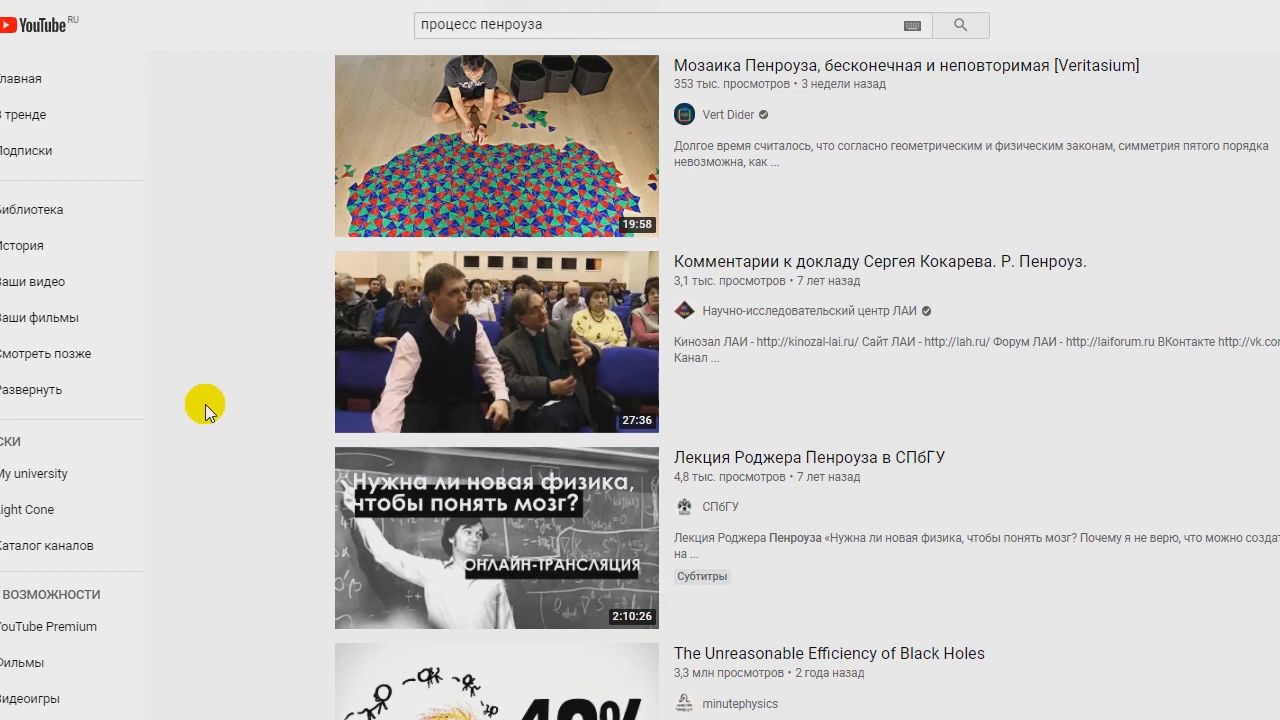 YouTube RU
процесс пенроуза
лавная
В тренде
Подписки
Библиотека
История
Ваши видео
Ваши фильмы
Смотреть позже
Развернуть
СКИ
My university
Light Cone
Каталог каналов
ВОЗМОЖНОСТИ
YouTube Premium
Фильмы
Видеоигры
19:58
Мозаика Пенроуза, бесконечная и неповторимая [Veritasium]
353 тыс. просмотров • 3 недели назад
Vert Dider
Долгое время считалось, что согласно геометрическим и физическим законам, симметрия пятого порядка
невозможна, как ...
27:36
Комментарии к докладу Сергея Кокарева. Р. Пенроуз.
3,1 тыс. просмотров • 7 лет назад
Научно-исследовательский центр ЛАИ
Кинозал ЛАИ - http://kinozal-lai.ru/ Сайт ЛАИ - http://lah.ru/ Форум ЛАИ - http://laiforum.ru ВКонтакте http://vk.co
Канал ...
Нужна ли новая физика,
чтобы понять мозг?
ОНЛАЙН-ТРАНСЛЯЦИЯ
2:10:26
Лекция Роджера Пенроуза в СПбГУ
4,8 тыс. просмотров • 7 лет назад
СПбГУ
Лекция Роджера Пенроуза «Нужна ли новая физика, чтобы понять мозг? Почему я не верю, что можно создат
на ...
Субтитры
The Unreasonable Efficiency of Black Holes
3,3 млн просмотров • 2 года назад
minutephysics